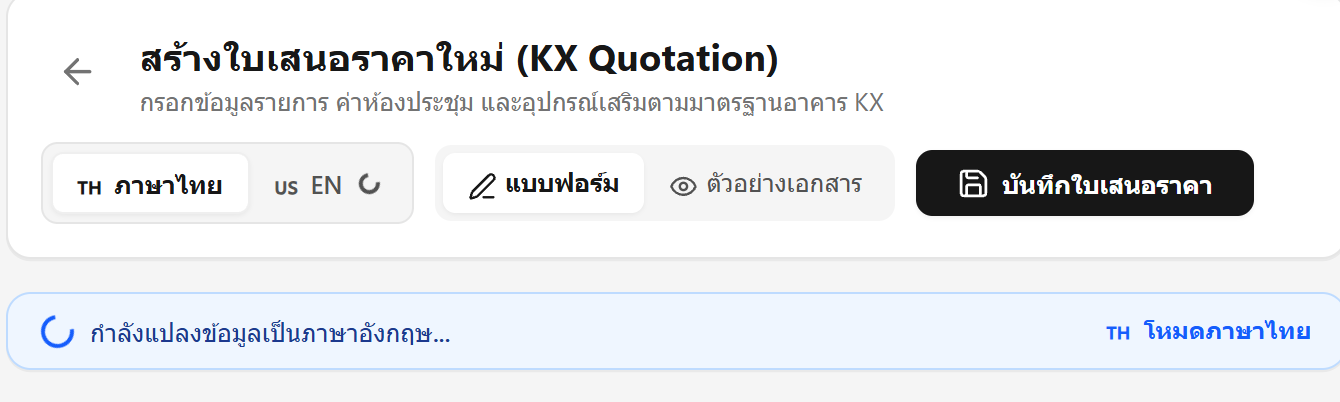 สร้างใบเสนอราคาใหม่ (KX Quotation)
กรอกข้อมูลรายการ ค่าห้องประชุม และอุปกรณ์เสริมตามมาตรฐานอาคาร KX
TH ภาษาไทย US EN แบบฟอร์ม ตัวอย่างเอกสาร บันทึกใบเสนอราคา
กำลังแปลงข้อมูลเป็นภาษาอังกฤษ... TH โหมดภาษาไทย